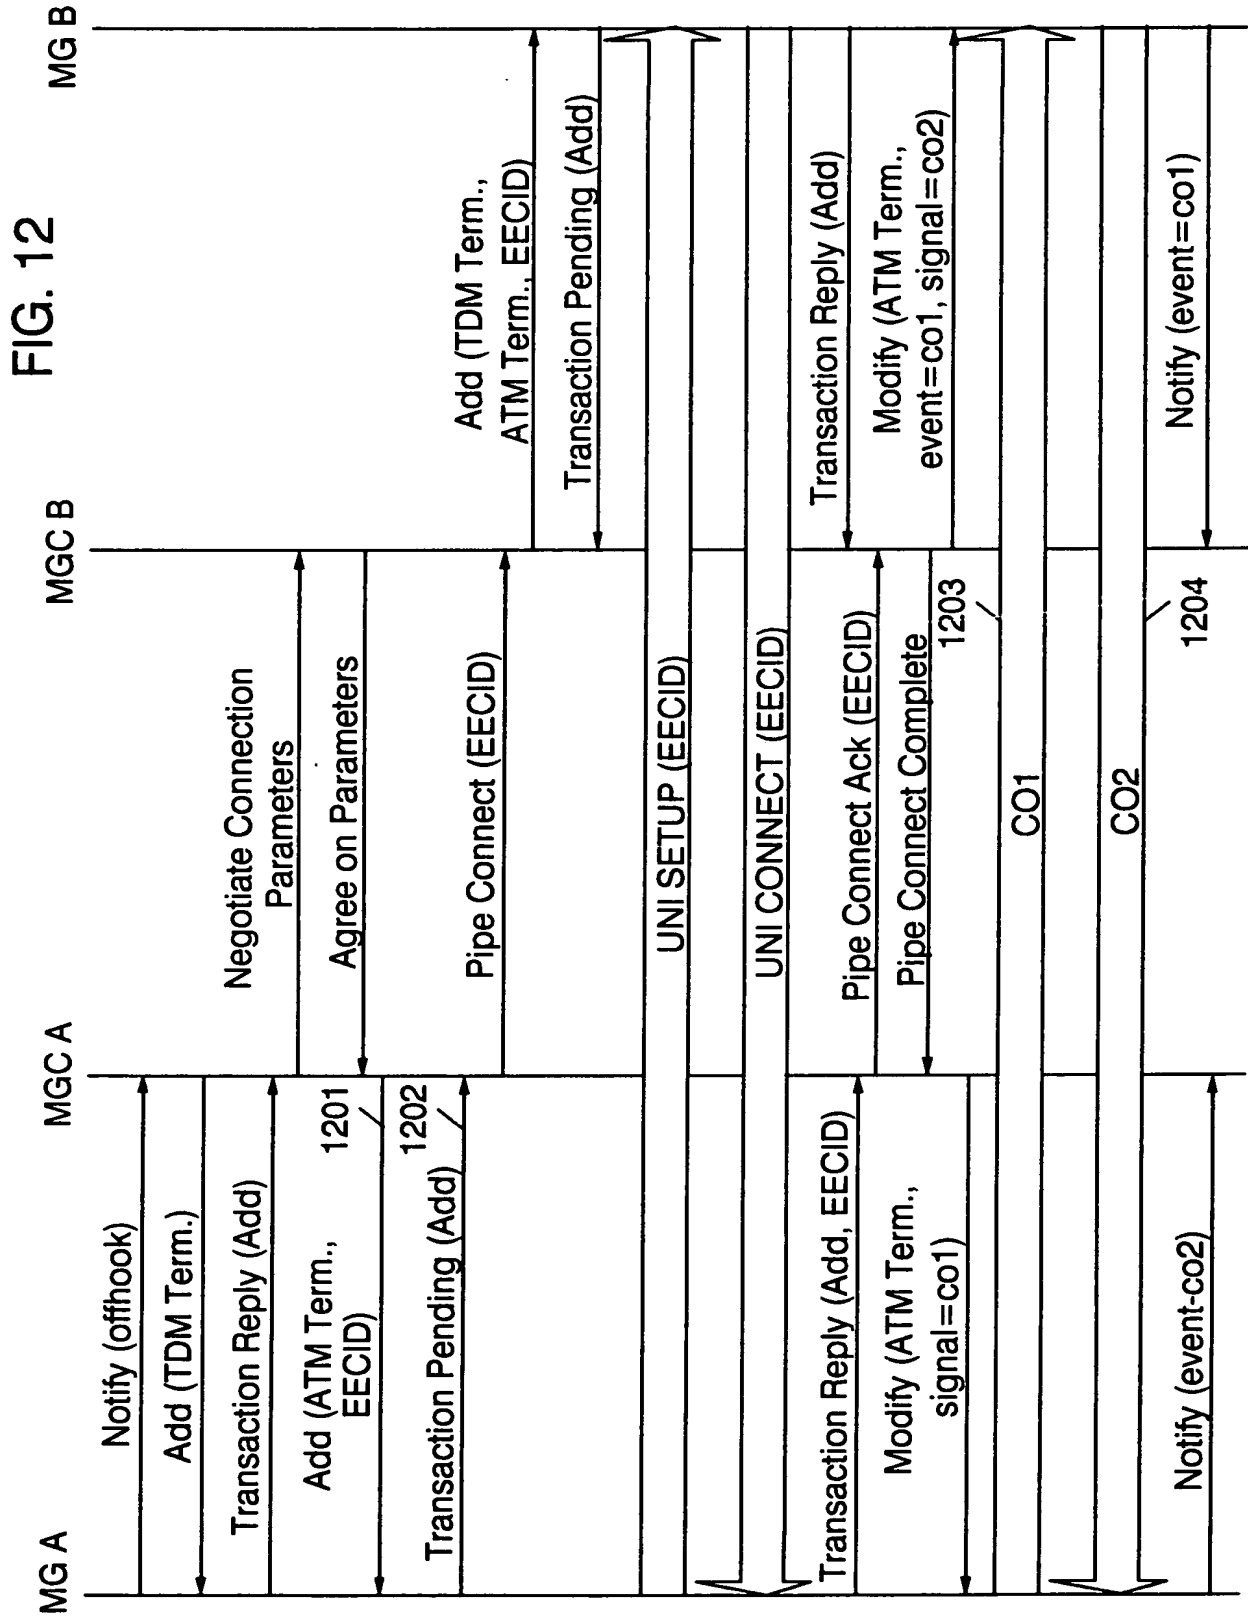 FIG. 12
MG A
MGC A
MGC B
MG B
Notify (offhook)
Add (TDM Term.)
Transaction Reply (Add)
Negotiate Connection
Parameters
Agree on Parameters
Add (ATM Term.,
EECID)
1201
Transaction Pending (Add)
1202
Pipe Connect (EECID)
Add (TDM Term.,
ATM Term., EECID)
Transaction Pending (Add)
UNI SETUP (EECID)
UNI CONNECT (EECID)
Transaction Reply (Add)
Transaction Reply (Add, EECID)
Pipe Connect Ack (EECID)
Pipe Connect Complete
Modify (ATM Term,
event=co1, signal=co2)
Modify (ATM Term.,
signal=co1)
1203
CO1
CO2
1204
Notify (event=co1)
Notify (event-co2)